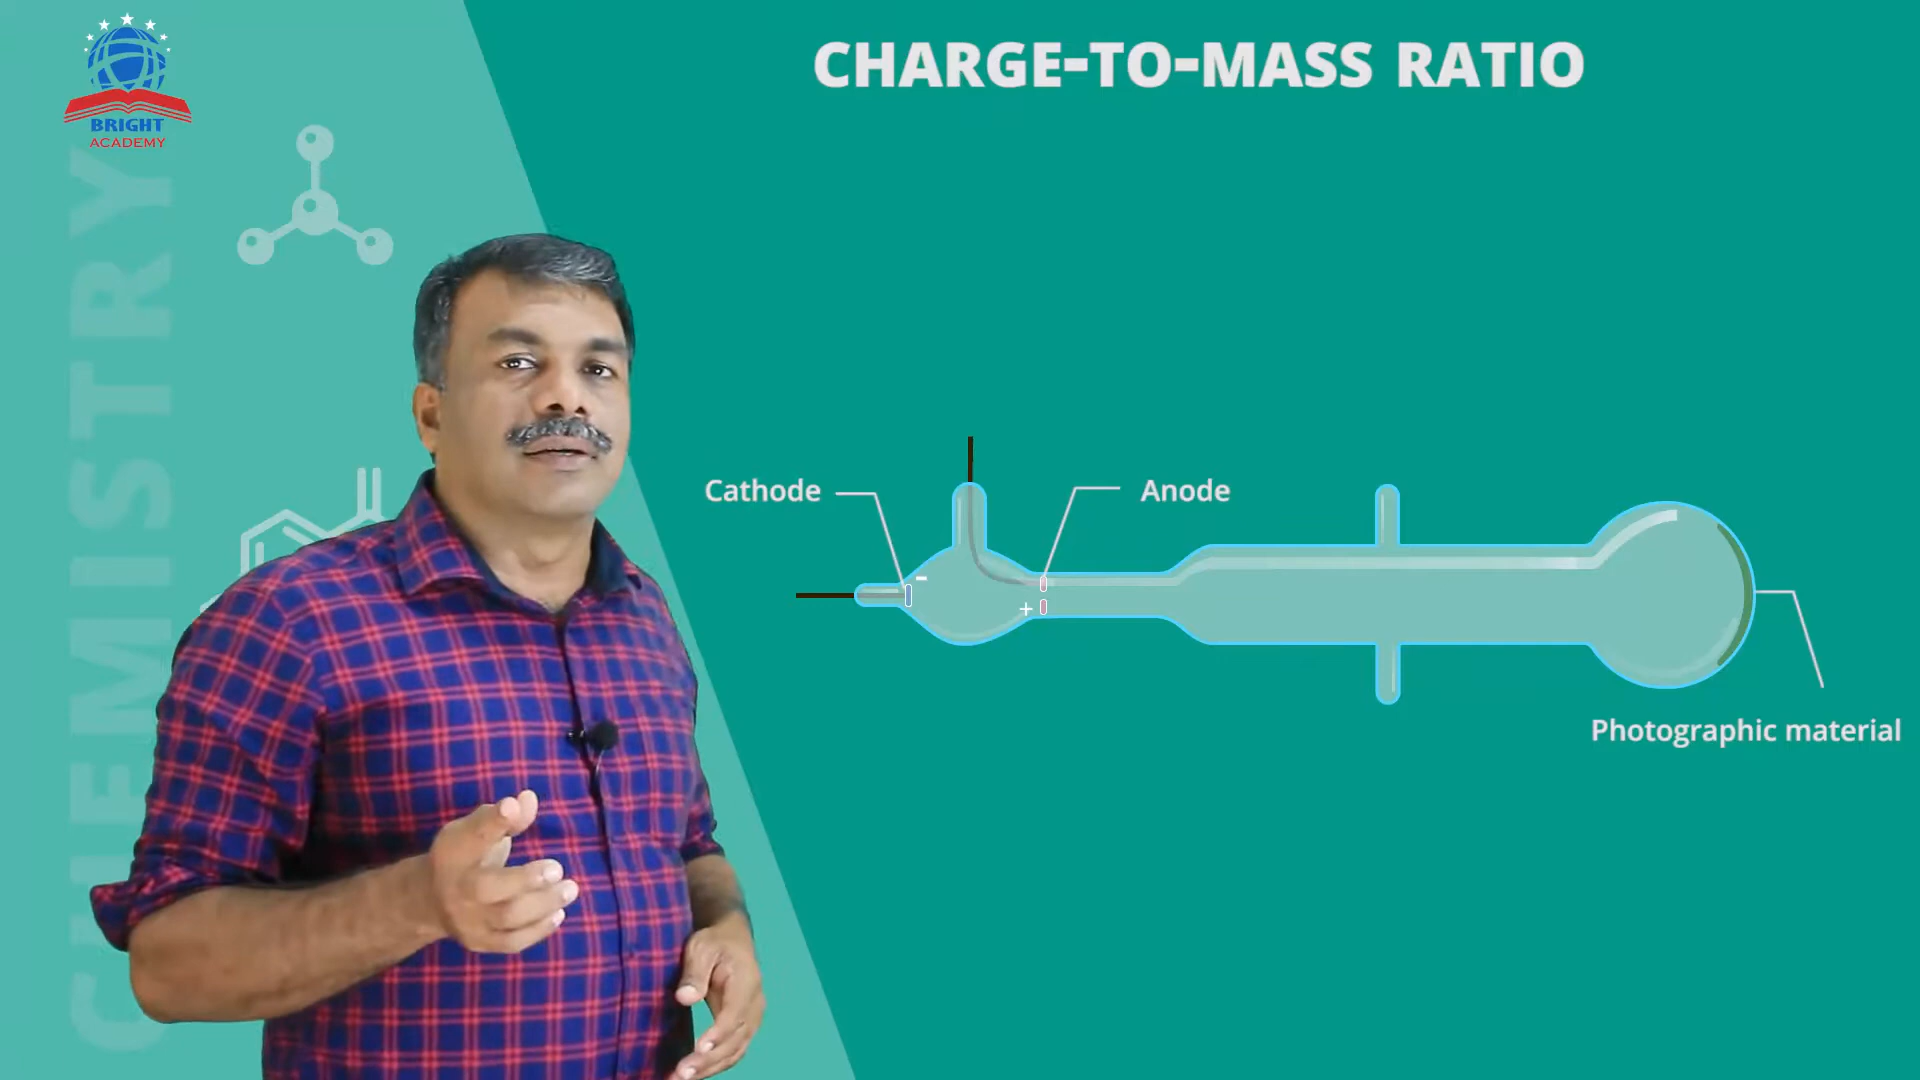 BRIGHT
ACADEMY
CHEMISTRY
CHARGE-TO-MASS RATIO
Cathode
Anode
-
+
Photographic material